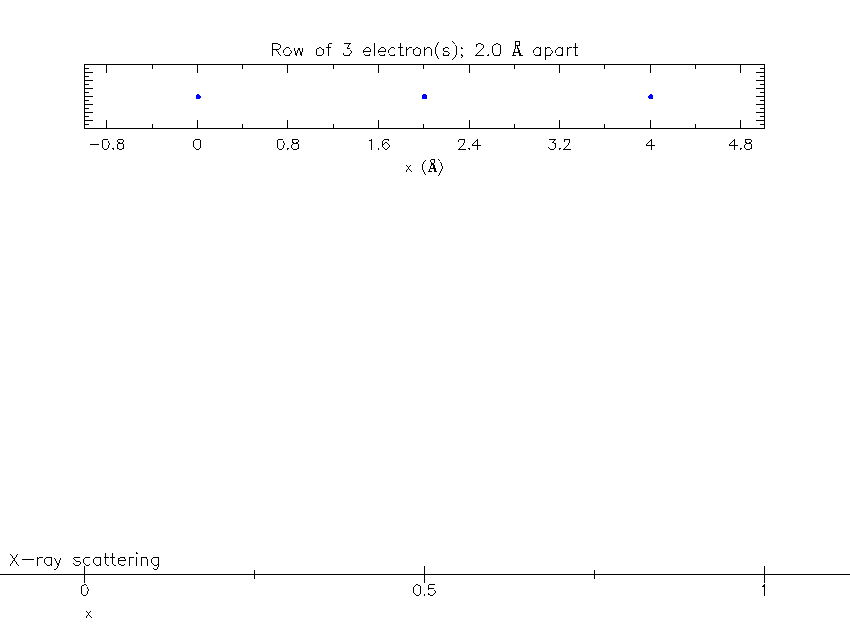 Row of 3 electron(s); 2.0 Å apart
−0.8 0 0.8 1.6 2.4 3.2 4 4.8
x (Å)
X−ray scattering
0 0.5 1
x